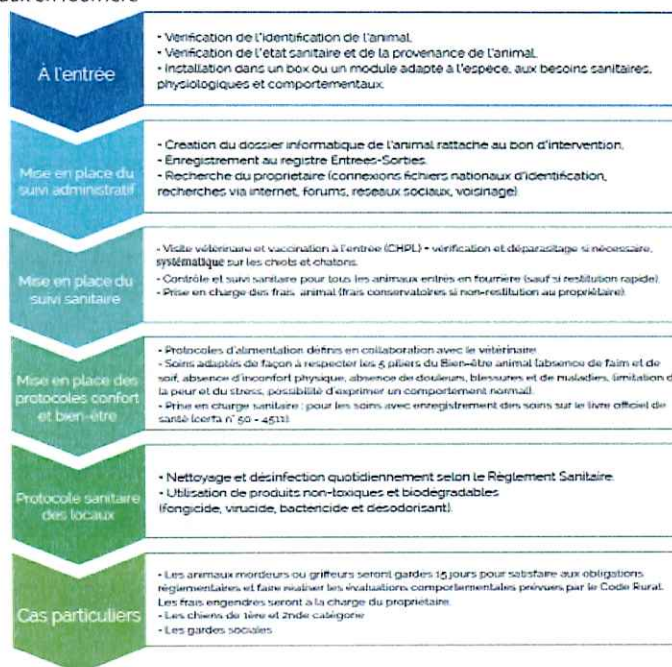 en fourrière
À l'entrée
• Vérification de l'identification de l'animal,
• Vérification de l'état sanitaire et de la provenance de l'animal,
• Installation dans un box ou un module adapté à l'espèce, aux besoins sanitaires,
physiologiques et comportementaux.
Mise en place du
suivi administratif
• Création du dossier informatique de l'animal rattaché au bon d'intervention,
• Enregistrement au registre Entrées-Sorties.
• Recherche du propriétaire (connexions fichiers nationaux d'identification,
recherches via internet, forums, réseaux sociaux, voisinage)
Mise en place du
suivi sanitaire
• Visite vétérinaire et vaccination à l'entrée (CHPL) + vérification et déparasitage si nécessaire,
systématique sur les chiots et chatons.
• Contrôle et suivi sanitaire pour tous les animaux entrés en fourrière (sauf si restitution rapide).
• Prise en charge des frais animal (frais conservatoires si non-restitution au propriétaire).
Mise en place des
protocoles confort
et bien-être
• Protocoles d'alimentation définis en collaboration avec le vétérinaire.
• Soins adaptés de façon à respecter les 5 piliers du Bien-être animal (absence de faim et de
soif, absence d'inconfort physique, absence de douleurs, blessures et de maladies, limitation d
la peur et du stress, possibilité d'exprimer un comportement normal).
• Prise en charge sanitaire : pour les soins avec enregistrement des soins sur le livre officiel de
santé (cerfa n° 50 - 4511)
Protocole sanitaire
des locaux
• Nettoyage et désinfection quotidiennement selon le Règlement Sanitaire.
• Utilisation de produits non-toxiques et biodégradables
(fongicide, virucide, bactéricide et désodorisant).
Cas particuliers
• Les animaux mordeurs ou griffeurs seront gardés 15 jours pour satisfaire aux obligations
règlementaires et faire réaliser les évaluations comportementales prévues par le Code Rural.
Les frais engendrés seront à la charge du propriétaire.
• Les chiens de 1ère et 2nde catégorie
• Les gardes sociales